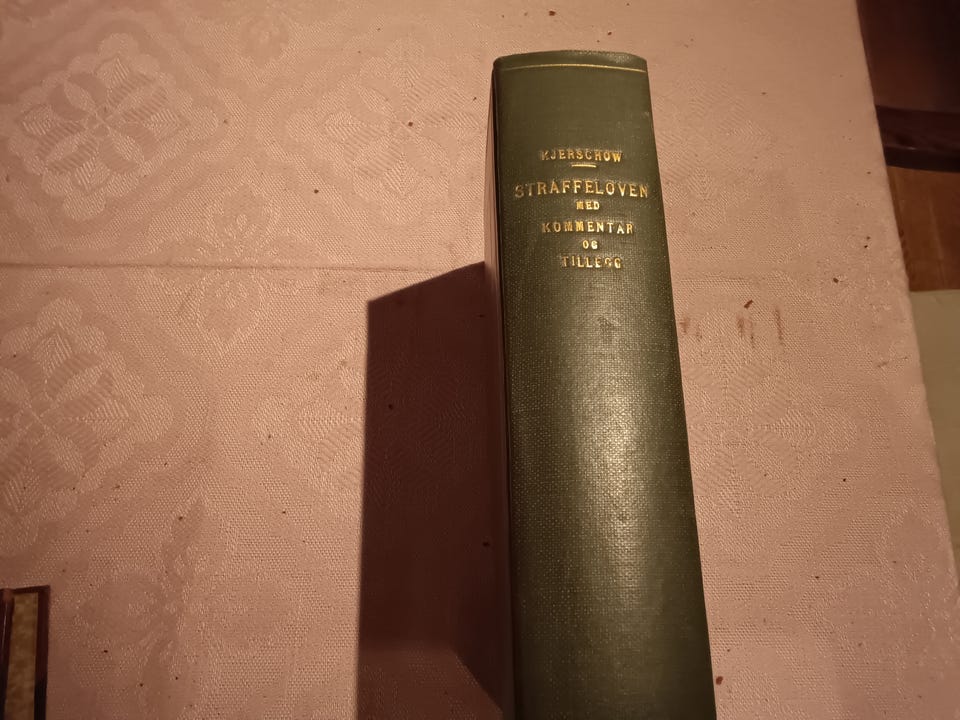 KJERSCHOW
STRAFFELOVEN
MED
KOMMENTAR
OG
TILLEGG